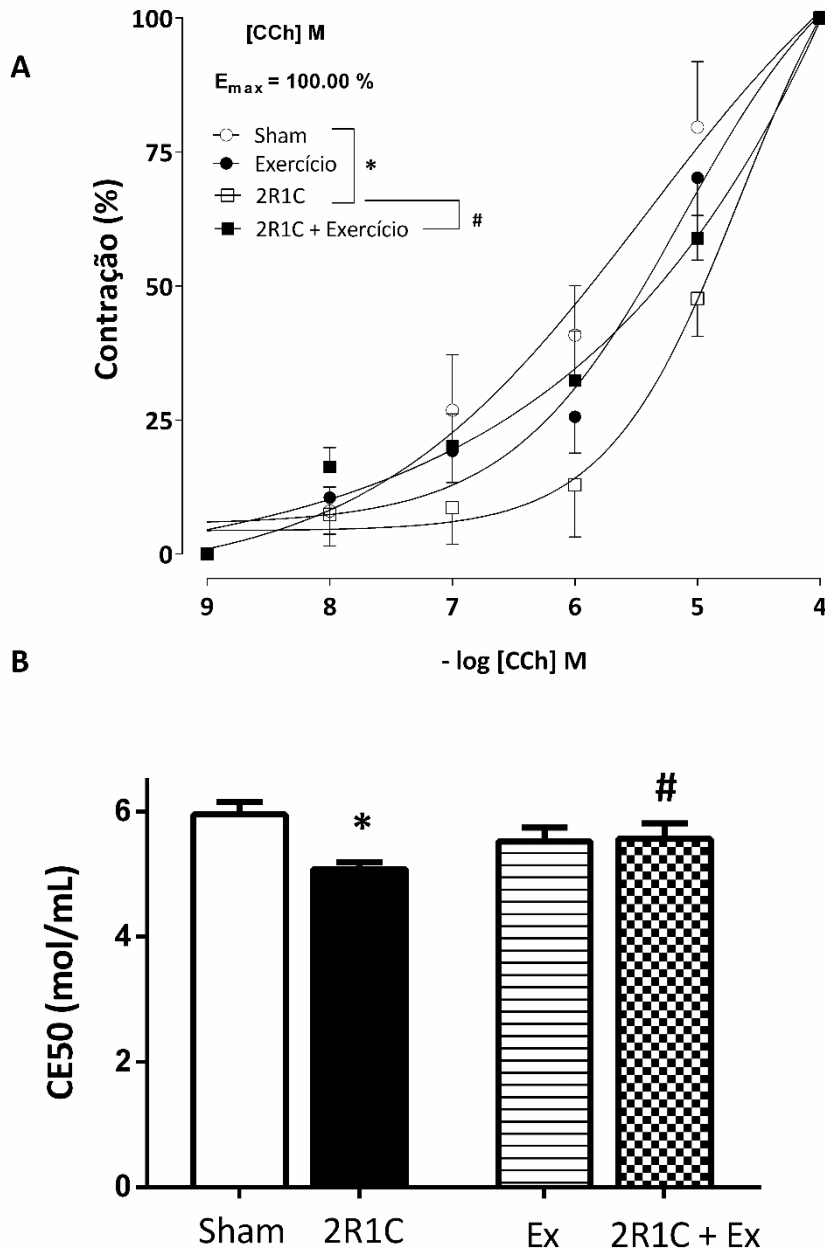 A
[CCh] M
E max = 100.00 %
Sham
Exercício
*
2R1C
2R1C + Exercício
#
Contração (%)
100
75
50
25
0
9 8 7 6 5 4
- log [CCh] M
B
CE50 (mol/mL)
6
4
2
0
*
#
Sham 2R1C Ex 2R1C + Ex